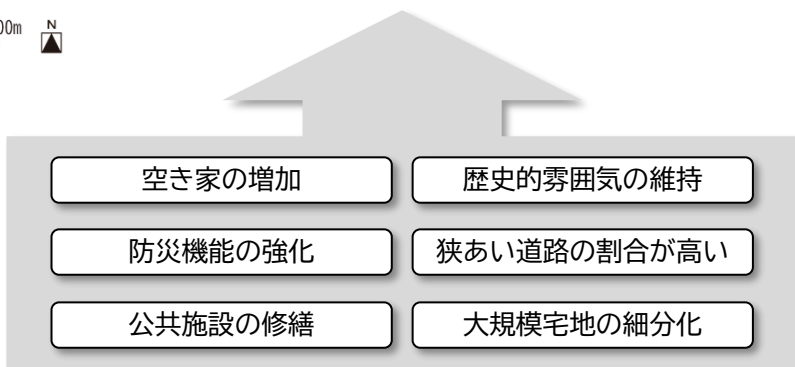 00m
N
空き家の増加
歴史的雰囲気の維持
防災機能の強化
狭あい道路の割合が高い
公共施設の修繕
大規模宅地の細分化